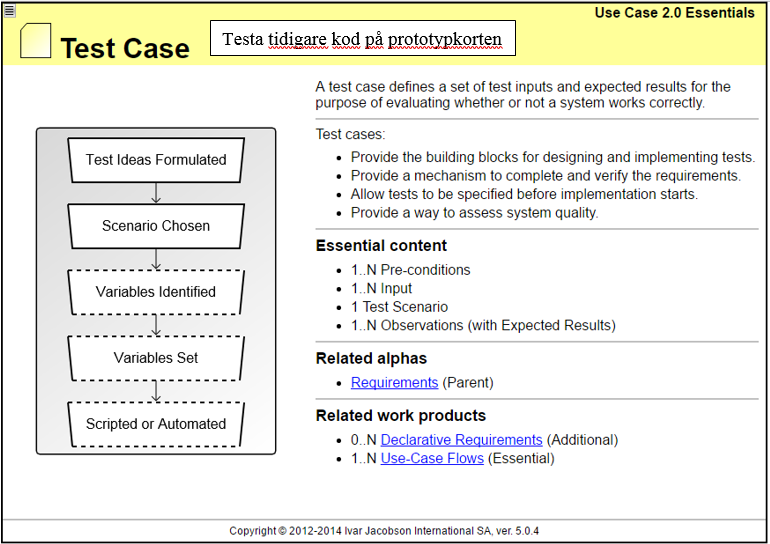 Use Case 2.0 Essentials
Test Case
Testa tidigare kod på prototypkorten
A test case defines a set of test inputs and expected results for the
purpose of evaluating whether or not a system works correctly.
Test cases:
• Provide the building blocks for designing and implementing tests.
• Provide a mechanism to complete and verify the requirements.
• Allow tests to be specified before implementation starts.
• Provide a way to assess system quality.
Test Ideas Formulated
Scenario Chosen
Variables Identified
Variables Set
Scripted or Automated
Essential content
• 1..N Pre-conditions
• 1..N Input
• 1 Test Scenario
• 1..N Observations (with Expected Results)
Related alphas
• Requirements (Parent)
Related work products
• 0..N Declarative Requirements (Additional)
• 1..N Use-Case Flows (Essential)
Copyright © 2012-2014 Ivar Jacobson International SA, ver. 5.0.4